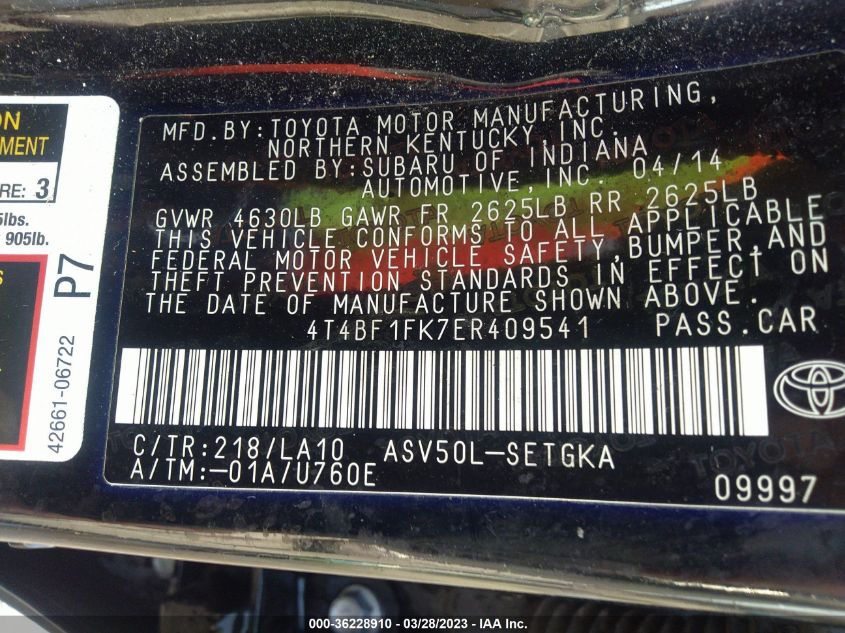 ON
EMENT
RE: 3
5lbs.
905lb.
S
P7
42661-06722
MFD.BY:TOYOTA MOTOR MANUFACTURING,
NORTHERN KENTUCKY,INC.
ASSEMBLED BY:SUBARU OF INDIANA
AUTOMOTIVE,INC. 04/14
GVWR 4630LB GAWR FR 2625LB RR 2625LB
THIS VEHICLE CONFORMS TO ALL APPLICABLE
FEDERAL MOTOR VEHICLE SAFETY,BUMPER,AND
THEFT PREVENTION STANDARDS IN EFFECT ON
THE DATE OF MANUFACTURE SHOWN ABOVE.
4T4BF1FK7ER409541 PASS.CAR
C/TR:218/LA10 ASV50L-SETGKA
A/TM:-01A/U760E
09997
000-36228910 / 03/28/2023 - IAA Inc.